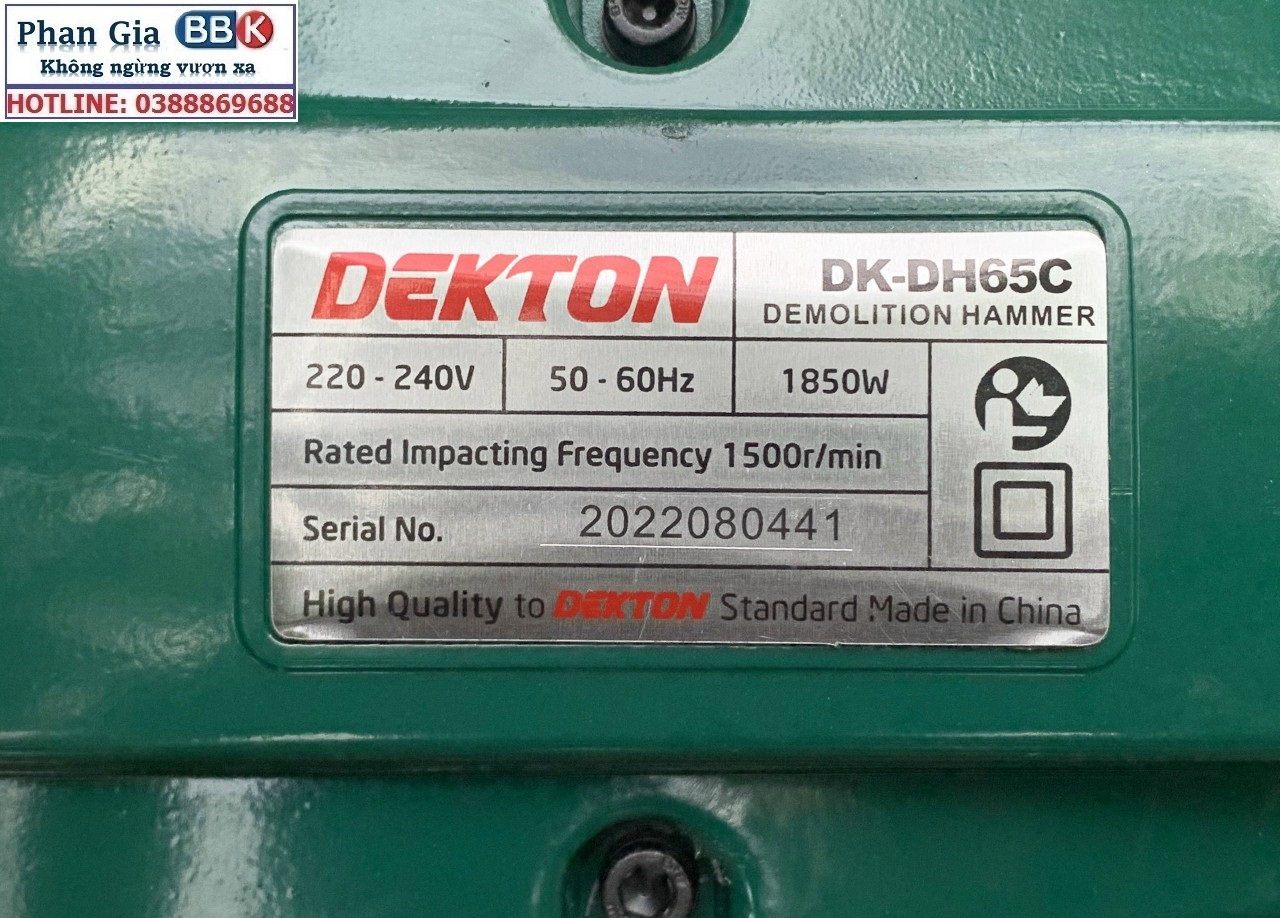 Phan Gia BBK
Không ngừng vươn xa
HOTLINE: 0388869688
DEKTON
DK-DH65C
DEMOLITION HAMMER
220 - 240V
50 - 60Hz
1850W
Rated Impacting Frequency 1500r/min
Serial No. 2022080441
High Quality to DEKTON Standard Made in China